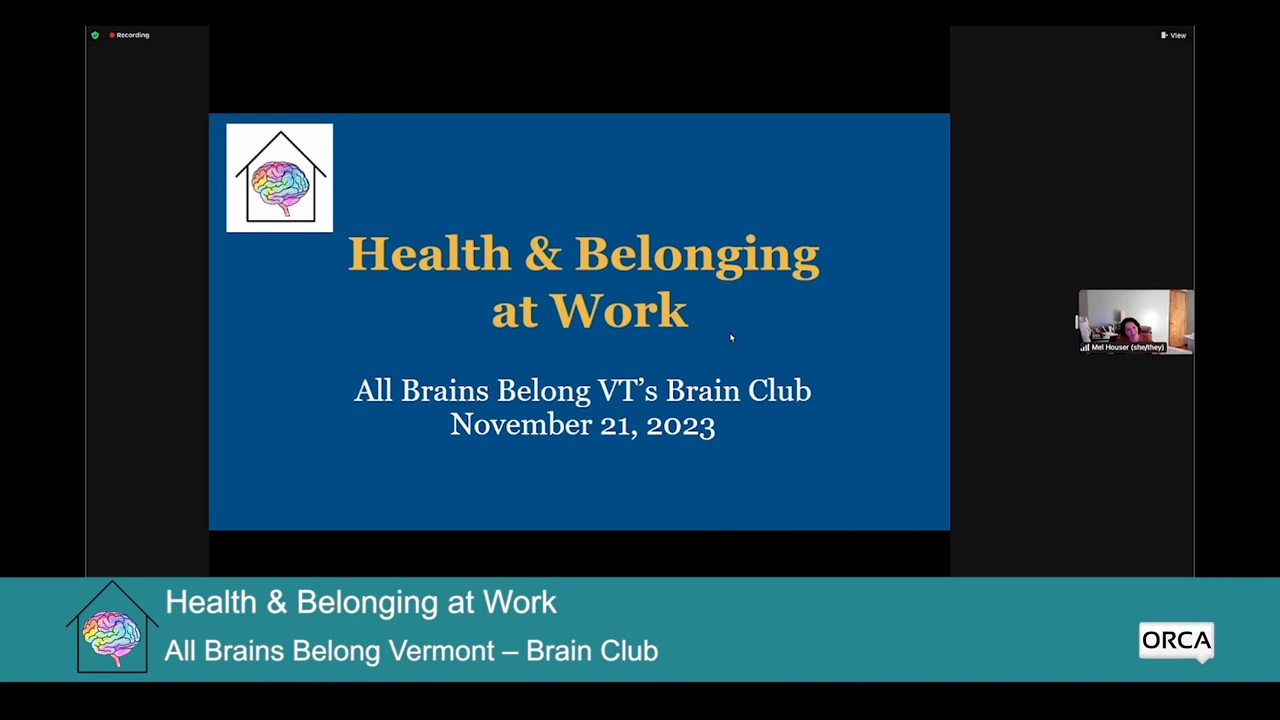 Recording
View
Health & Belonging
at Work
All Brains Belong VT's Brain Club
November 21, 2023
Mel Houser (she/they)
Health & Belonging at Work
All Brains Belong Vermont – Brain Club
ORCA